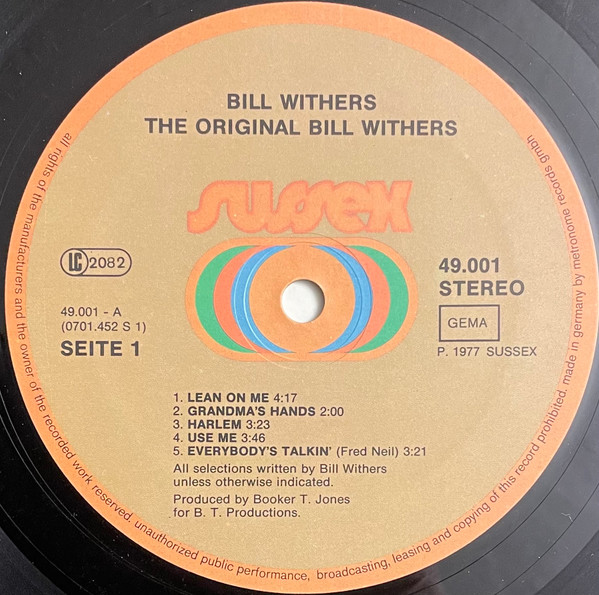 BILL WITHERS
THE ORIGINAL BILL WITHERS
sussex
LC 2082
49.001 - A
(0701.452 S 1)
SEITE 1
49.001
STEREO
GEMA
P. 1977 SUSSEX
1. LEAN ON ME 4:17
2. GRANDMA'S HANDS 2:00
3. HARLEM 3:23
4. USE ME 3:46
5. EVERYBODY'S TALKIN' (Fred Neil) 3:21
All selections written by Bill Withers
unless otherwise indicated.
Produced by Booker T. Jones
for B. T. Productions.
all rights of the manufacturers and the owner of the recorded work reserved. unauthorized public performance, broadcasting, leasing and copying of this record prohibited. made in germany by metronome records gmbh